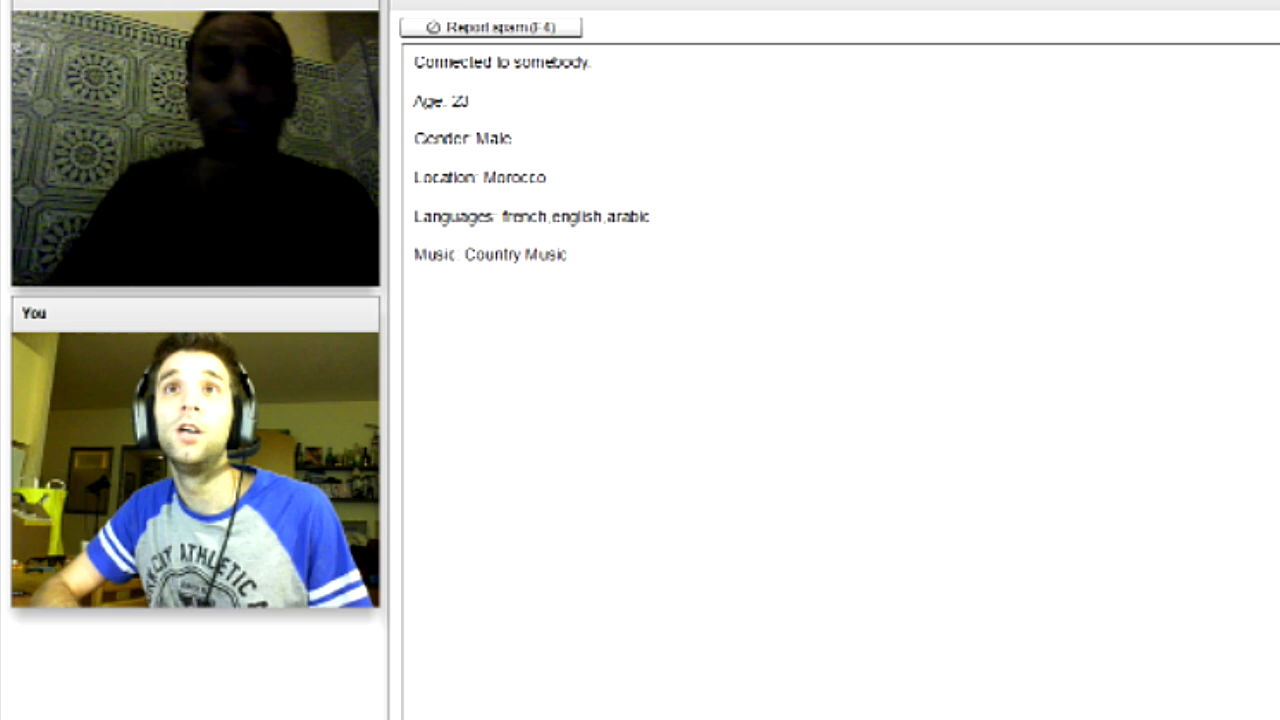 Report spam(F4)
Connected to somebody.
Age: 23
Gender: Male
Location: Morocco
Languages: french,english,arabic
Music: Country Music
You
ATHLETIC